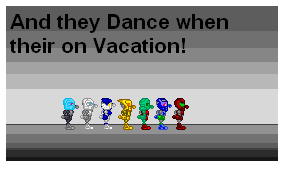 And they Dance when
their on Vacation!